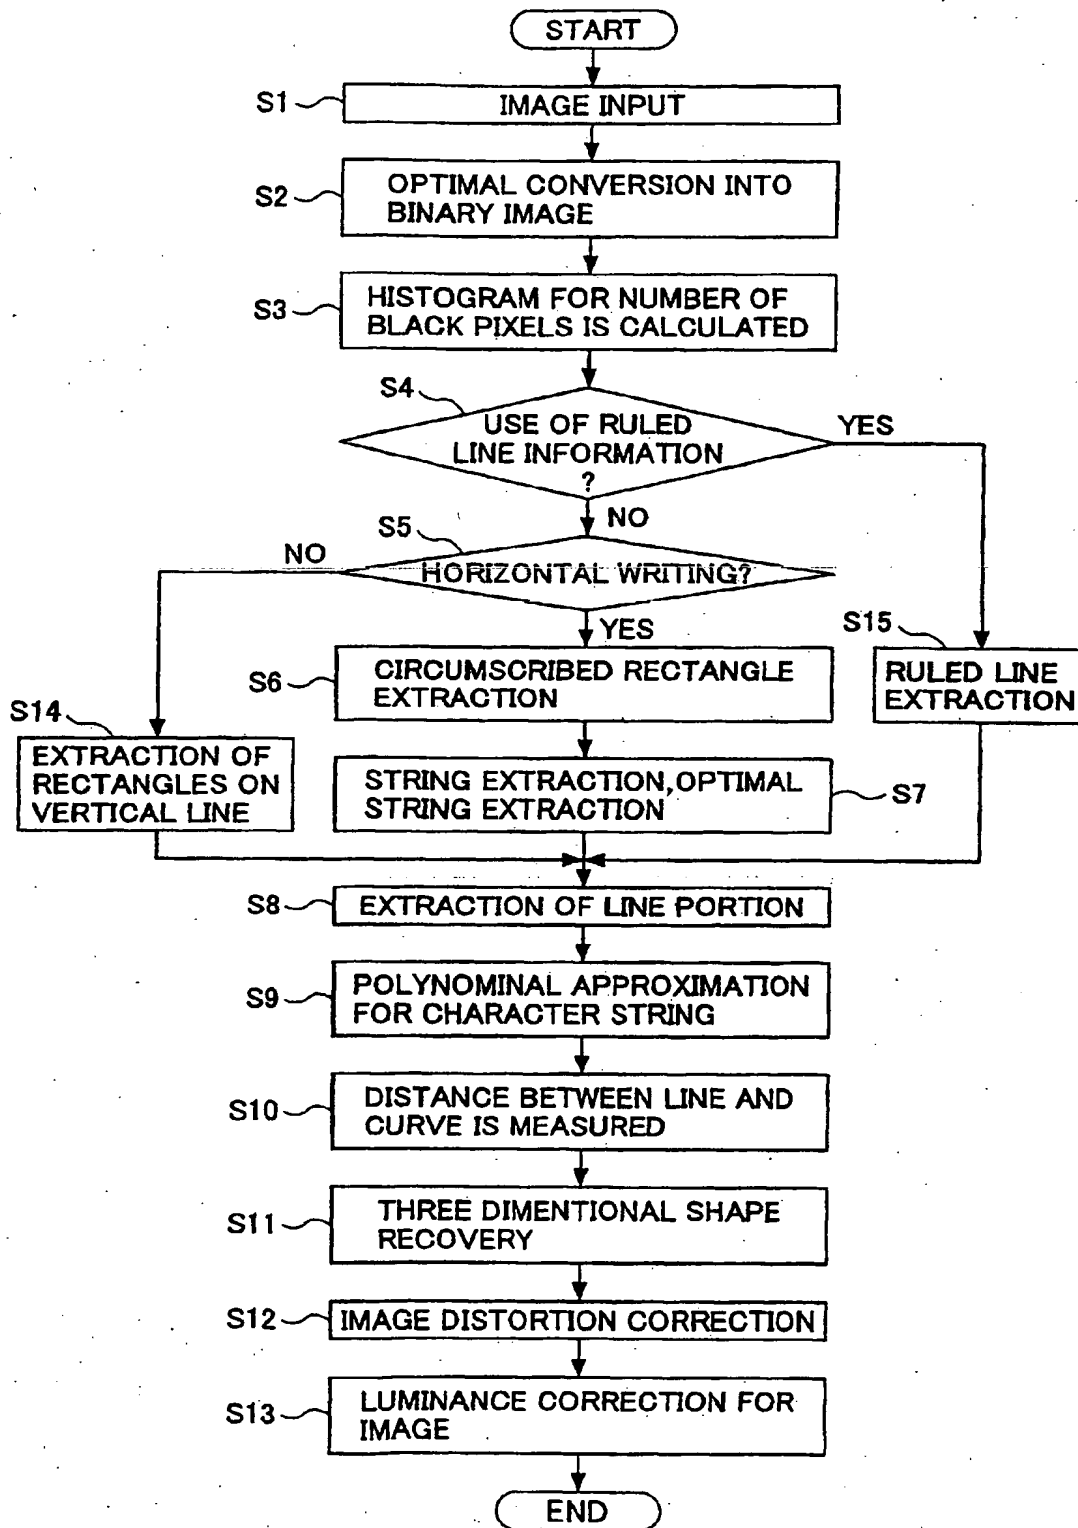 START
S1
IMAGE INPUT
S2
OPTIMAL CONVERSION INTO
BINARY IMAGE
S3
HISTOGRAM FOR NUMBER OF
BLACK PIXELS IS CALCULATED
S4
USE OF RULED
LINE INFORMATION
?
YES
NO
S5
NO
HORIZONTAL WRITING?
YES
S15
RULED LINE
EXTRACTION
S6
CIRCUMSCRIBED RECTANGLE
EXTRACTION
S14
EXTRACTION OF
RECTANGLES ON
VERTICAL LINE
STRING EXTRACTION,OPTIMAL
STRING EXTRACTION
S7
S8
EXTRACTION OF LINE PORTION
S9
POLYNOMINAL APPROXIMATION
FOR CHARACTER STRING
S10
DISTANCE BETWEEN LINE AND
CURVE IS MEASURED
S11
THREE DIMENTIONAL SHAPE
RECOVERY
S12
IMAGE DISTORTION CORRECTION
S13
LUMINANCE CORRECTION FOR
IMAGE
END